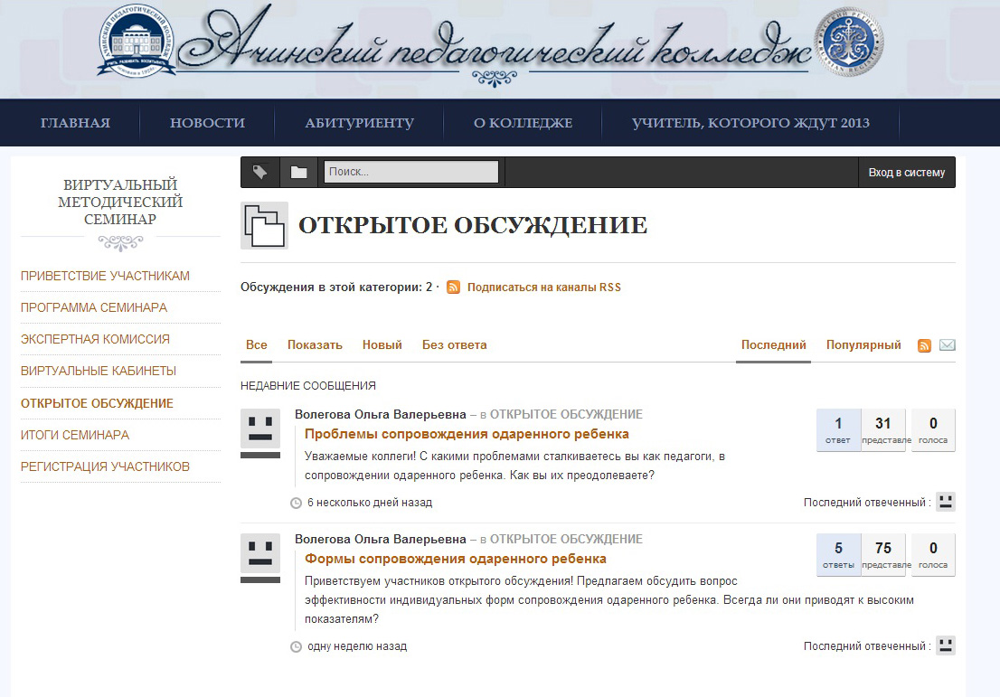 Ачинский педагогический колледж
ГЛАВНАЯ
НОВОСТИ
АБИТУРИЕНТУ
О КОЛЛЕДЖЕ
УЧИТЕЛЬ, КОТОРОГО ЖДУТ 2013
ВИРТУАЛЬНЫЙ
МЕТОДИЧЕСКИЙ
СЕМИНАР
ПРИВЕТСТВИЕ УЧАСТНИКАМ
ПРОГРАММА СЕМИНАРА
ЭКСПЕРТНАЯ КОМИССИЯ
ВИРТУАЛЬНЫЕ КАБИНЕТЫ
ОТКРЫТОЕ ОБСУЖДЕНИЕ
ИТОГИ СЕМИНАРА
РЕГИСТРАЦИЯ УЧАСТНИКОВ
Поиск...
Вход в систему
ОТКРЫТОЕ ОБСУЖДЕНИЕ
Обсуждения в этой категории: 2 · Подписаться на каналы RSS
Все Показать Новый Без ответа
Последний Популярный
НЕДАВНИЕ СООБЩЕНИЯ
Волегова Ольга Валерьевна – в ОТКРЫТОЕ ОБСУЖДЕНИЕ
Проблемы сопровождения одаренного ребенка
Уважаемые коллеги! С какими проблемами сталкиваетесь вы как педагоги, в
сопровождении одаренного ребенка. Как вы их преодолеваете?
1 31 0
ответ представле голоса
6 несколько дней назад
Последний отвеченный :
Волегова Ольга Валерьевна – в ОТКРЫТОЕ ОБСУЖДЕНИЕ
Формы сопровождения одаренного ребенка
Приветствуем участников открытого обсуждения! Предлагаем обсудить вопрос
эффективности индивидуальных форм сопровождения одаренного ребенка. Всегда ли они приводят к высоким
показателям?
5 75 0
ответы представле голоса
одну неделю назад
Последний отвеченный :